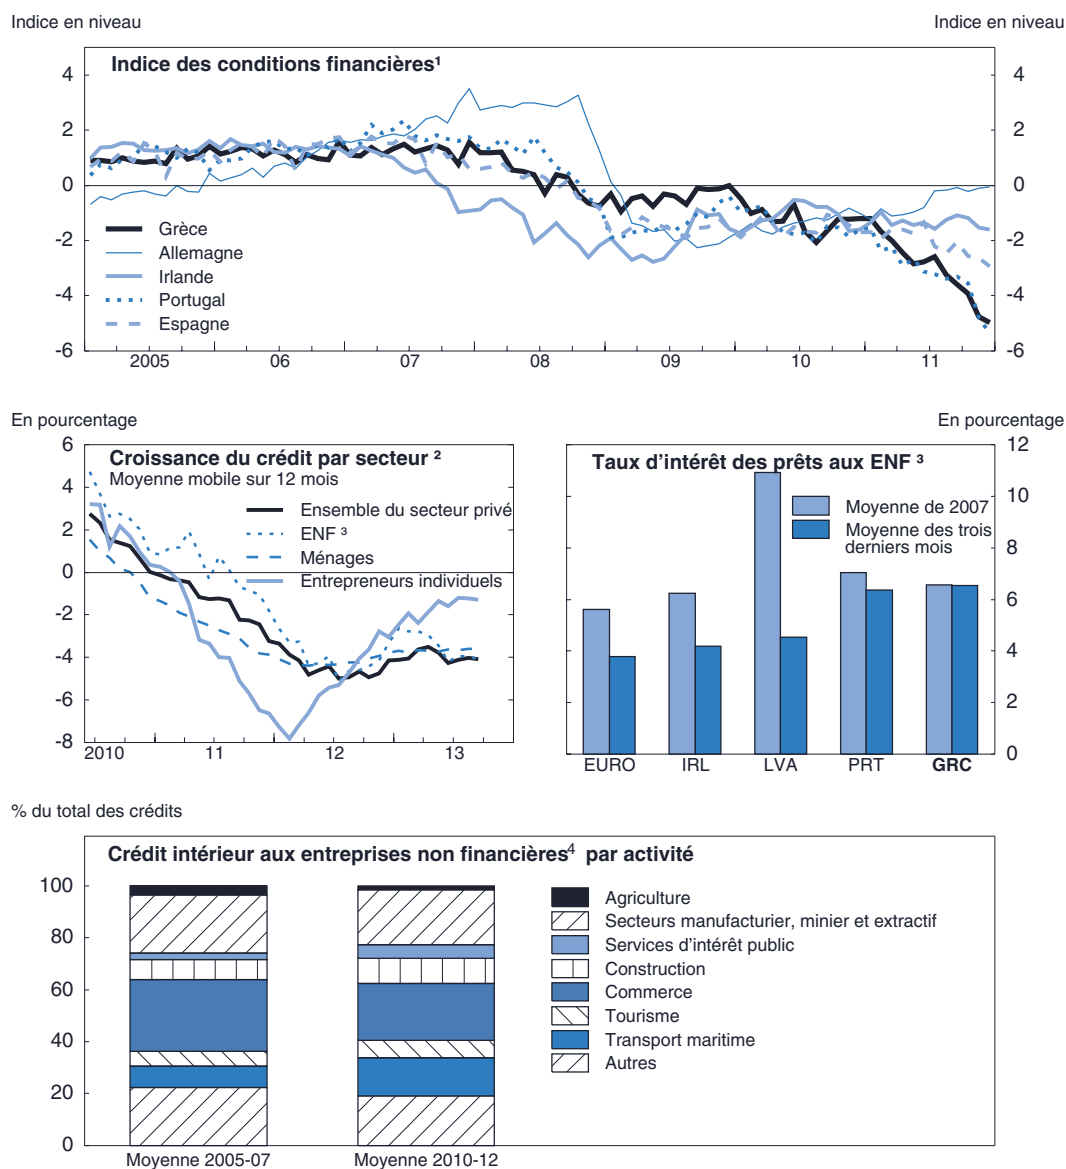 Indice en niveau
Indice en niveau
Indice des conditions financières¹
4
4
2
2
0
0
-2
-2
-4
-4
-6
-6
Grèce
Allemagne
Irlande
Portugal
Espagne
2005
06
07
08
09
10
11
En pourcentage
En pourcentage
Croissance du crédit par secteur ²
Moyenne mobile sur 12 mois
6
4
2
0
-2
-4
-6
-8
Ensemble du secteur privé
ENF ³
Ménages
Entrepreneurs individuels
2010
11
12
13
Taux d’intérêt des prêts aux ENF ³
12
10
8
6
4
2
0
Moyenne de 2007
Moyenne des trois
derniers mois
EURO
IRL
LVA
PRT
GRC
% du total des crédits
Crédit intérieur aux entreprises non financières⁴ par activité
100
80
60
40
20
0
Agriculture
Secteurs manufacturier, minier et extractif
Services d’intérêt public
Construction
Commerce
Tourisme
Transport maritime
Autres
Moyenne 2005-07
Moyenne 2010-12